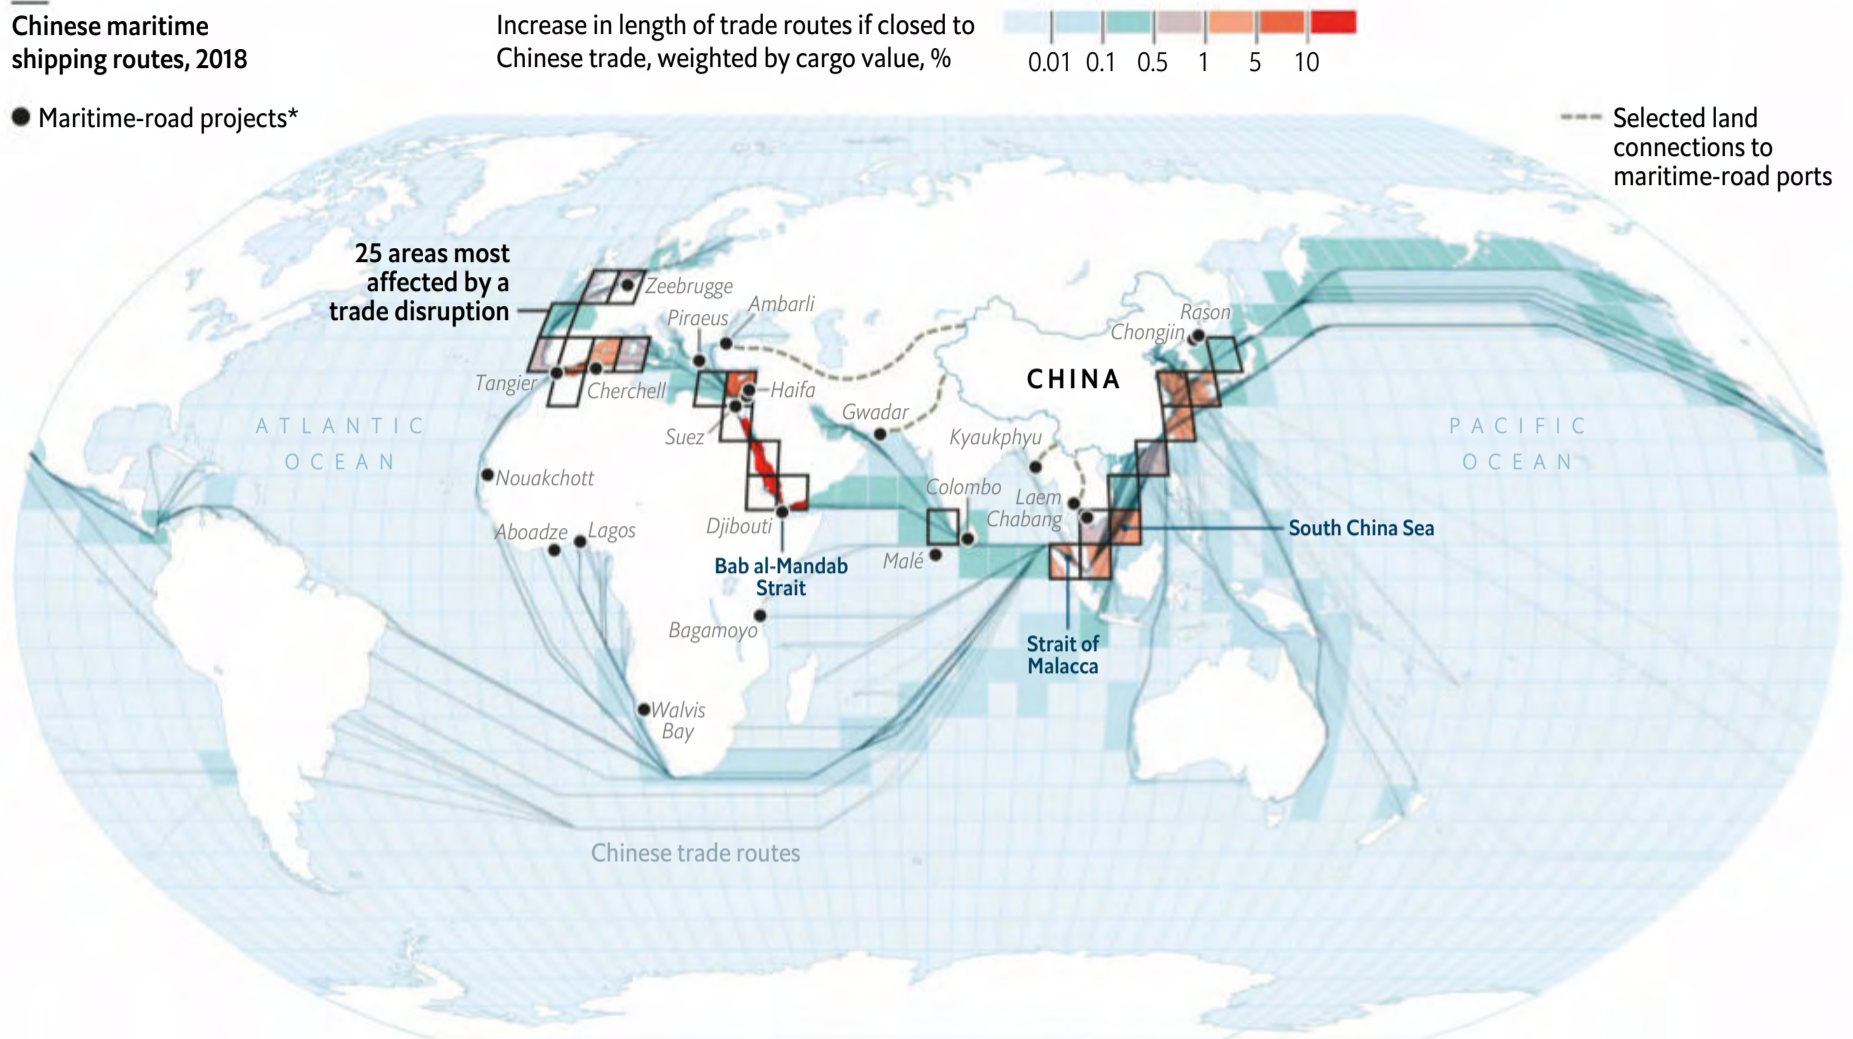 Chinese maritime
shipping routes, 2018
Maritime-road projects*
Increase in length of trade routes if closed to
Chinese trade, weighted by cargo value, %
0.01 0.1 0.5 1 5 10
Selected land
connections to
maritime-road ports
25 areas most
affected by a
trade disruption
Zeebrugge
Ambarli
Piraeus
Rason
Chongjin
CHINA
Tangier
Cherchell
Haifa
Gwadar
Suez
Kyaukphyu
ATLANTIC
OCEAN
PACIFIC
OCEAN
Nouakchott
Colombo
Laem
Chabang
Aboadze
Lagos
Djibouti
South China Sea
Malé
Bab al-Mandab
Strait
Bagamoyo
Strait of
Malacca
Walvis
Bay
Chinese trade routes